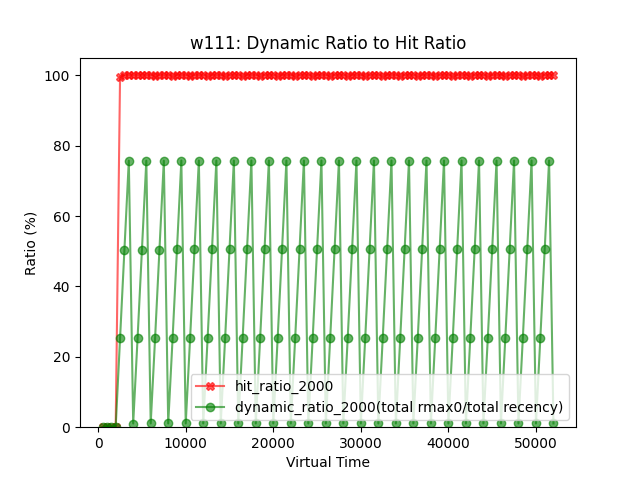 w111: Dynamic Ratio to Hit Ratio
Ratio (%)
100
80
60
40
20
0
hit_ratio_2000
dynamic_ratio_2000(total rmax0/total recency)
0
10000
20000
30000
40000
50000
Virtual Time